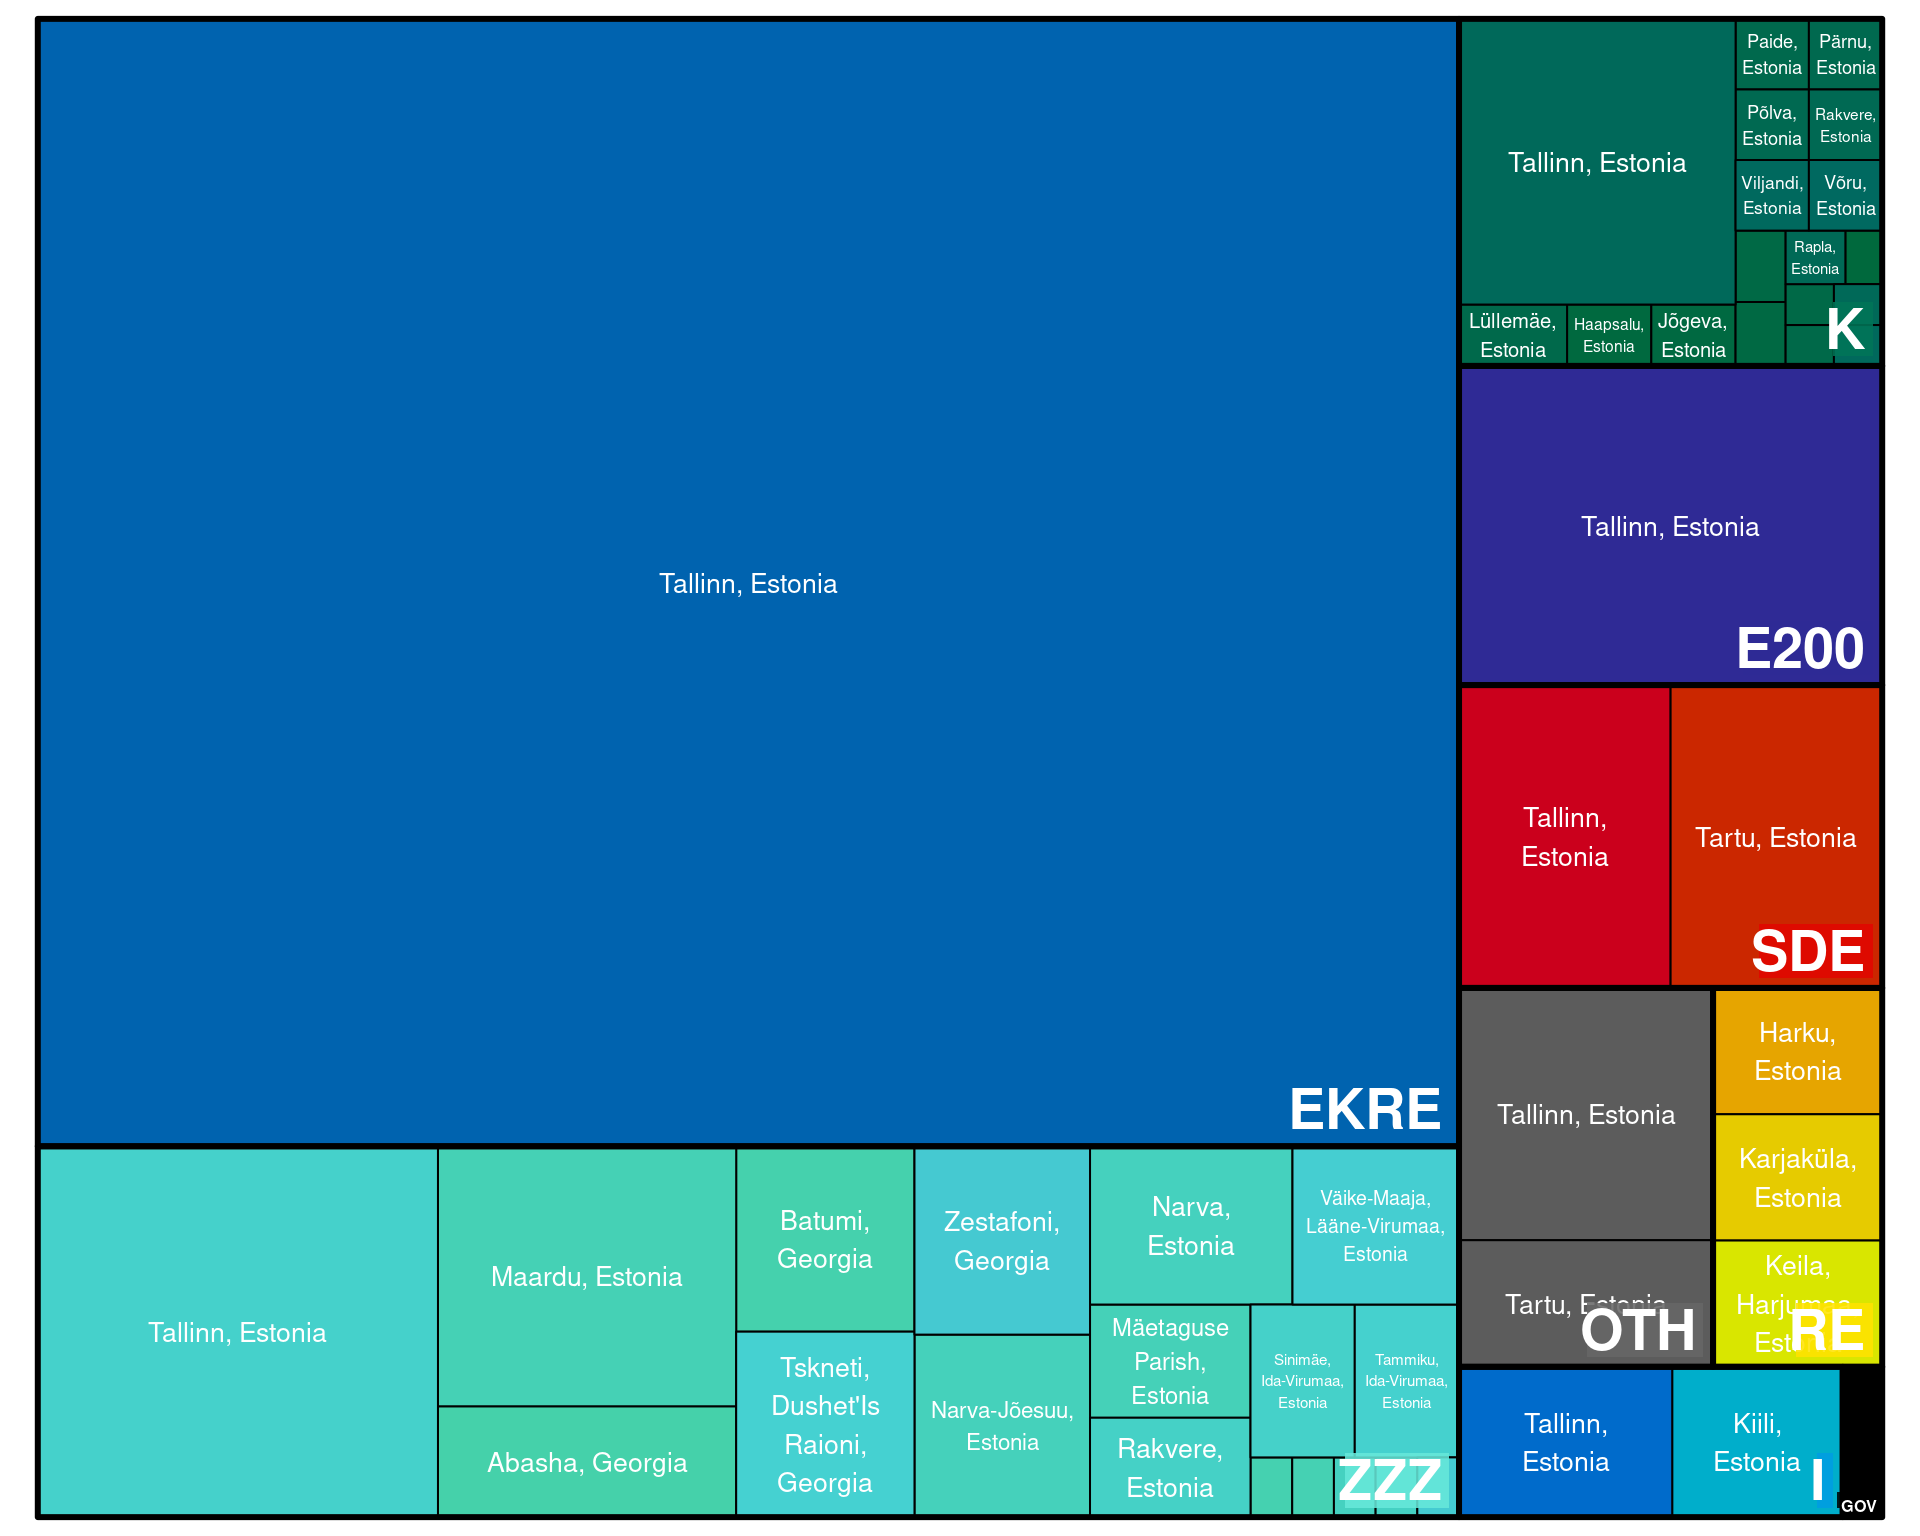 Tallinn, Estonia
EKRE
Tallinn, Estonia
Maardu, Estonia
Abasha, Georgia
Batumi,
Georgia
Tskneti,
Dushet'Is
Raioni,
Georgia
Zestafoni,
Georgia
Narva-Jõesuu,
Estonia
Narva,
Estonia
Väike-Maaja,
Lääne-Virumaa,
Estonia
Mäetaguse
Parish,
Estonia
Rakvere,
Estonia
Sinimäe,
Ida-Virumaa,
Estonia
Tammiku,
Ida-Virumaa,
Estonia
ZZZ
Tallinn, Estonia
Lüllemäe,
Estonia
Haapsalu,
Estonia
Jõgeva,
Estonia
Paide,
Estonia
Pärnu,
Estonia
Põlva,
Estonia
Rakvere,
Estonia
Viljandi,
Estonia
Võru,
Estonia
Rapla,
Estonia
K
Tallinn, Estonia
E200
Tallinn,
Estonia
Tartu, Estonia
SDE
Tallinn, Estonia
Tartu, Estonia
OTH
Harku,
Estonia
Karjaküla,
Estonia
Keila,
Harjumaa,
Estonia
RE
Tallinn,
Estonia
Kiili,
Estonia
I
GOV